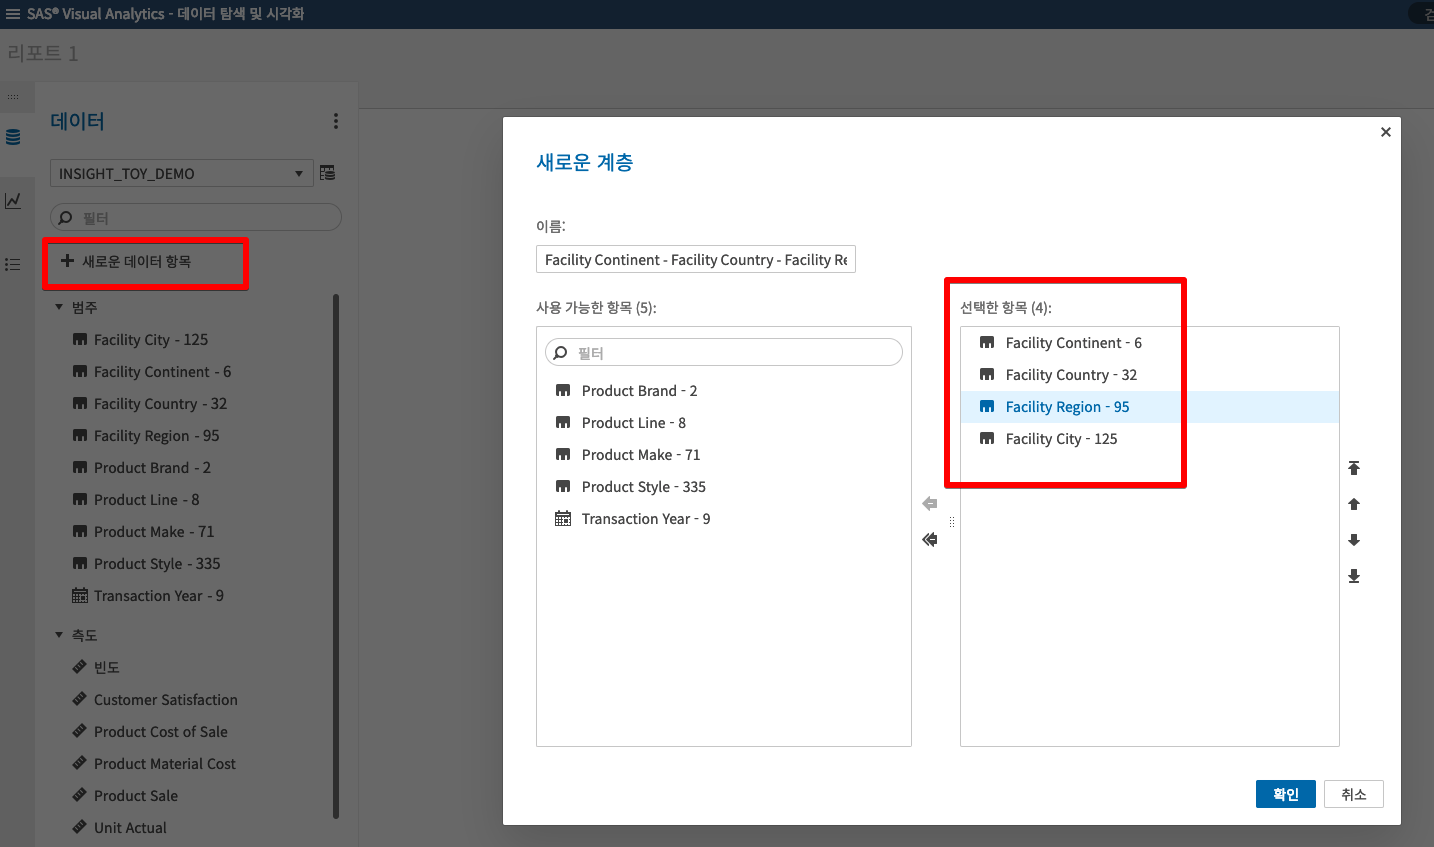 SAS® Visual Analytics - 데이터 탐색 및 시각화
리포트 1
데이터
INSIGHT_TOY_DEMO
필터
새로운 데이터 항목
범주
Facility City - 125
Facility Continent - 6
Facility Country - 32
Facility Region - 95
Product Brand - 2
Product Line - 8
Product Make - 71
Product Style - 335
Transaction Year - 9
측도
빈도
Customer Satisfaction
Product Cost of Sale
Product Material Cost
Product Sale
Unit Actual
새로운 계층
이름:
Facility Continent - Facility Country - Facility Re
사용 가능한 항목 (5):
필터
Product Brand - 2
Product Line - 8
Product Make - 71
Product Style - 335
Transaction Year - 9
선택한 항목 (4):
Facility Continent - 6
Facility Country - 32
Facility Region - 95
Facility City - 125
확인
취소